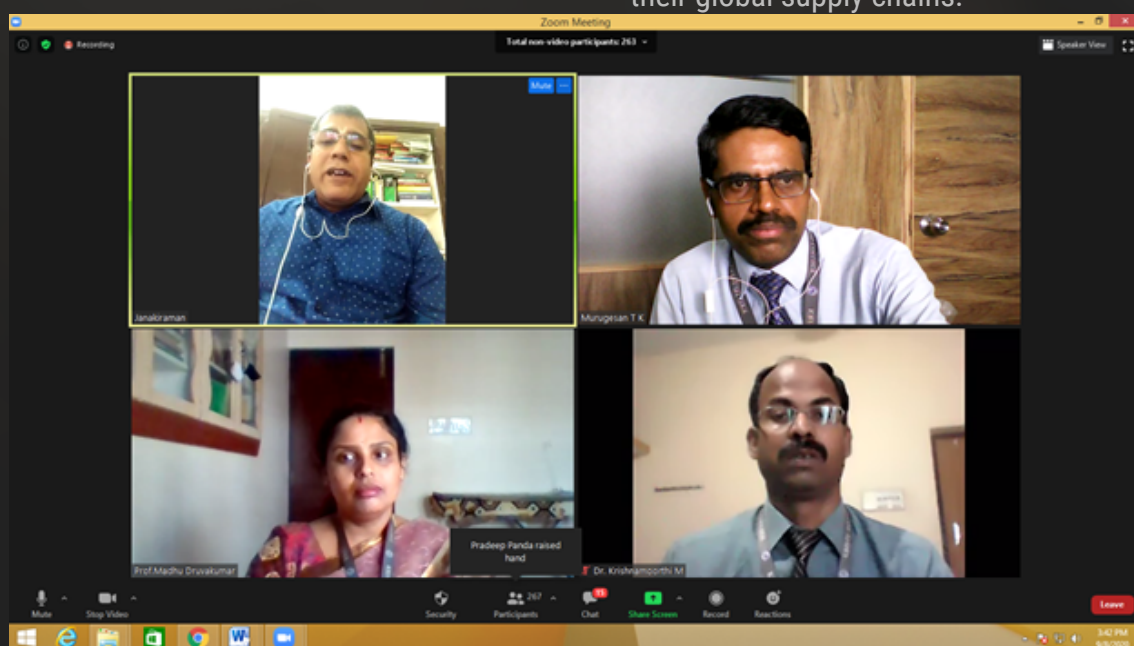 their global supply chains.
Zoom Meeting
Recording
Total non-video participants: 263
Speaker View
Mute
Janakiraman
Murugesan T K
Prof.Madhu Druvakumar
Pradeep Panda raised
hand
Dr. Krishnamoorthi M
Mute
Stop Video
Security
267
Participants
Chat
Share Screen
Record
Reactions
Leave
3:42 PM